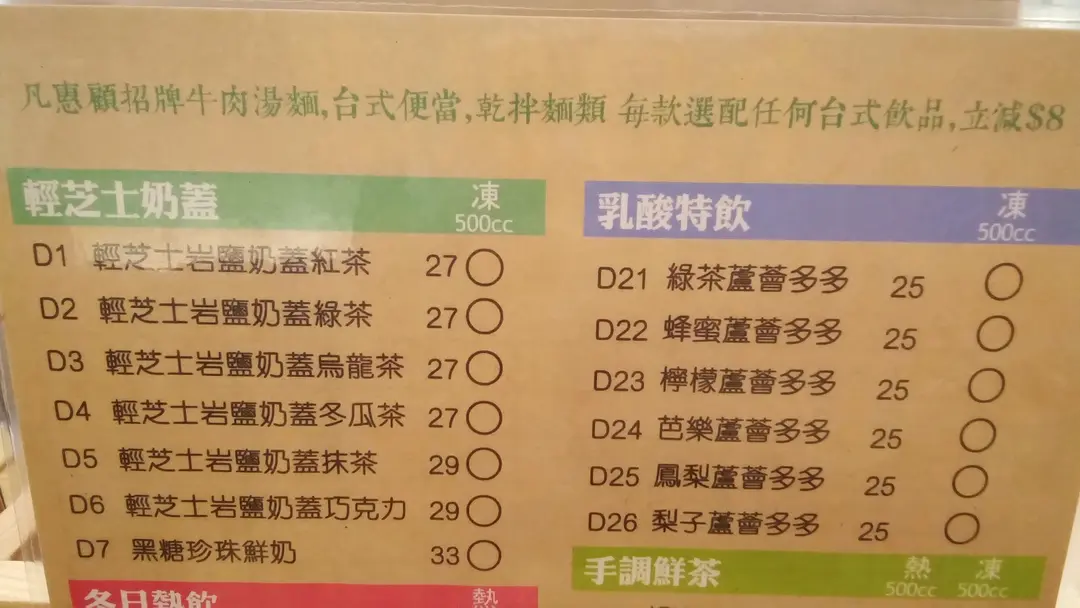 凡惠顧招牌牛肉湯麵,台式便當,乾拌麵類 每款選配任何台式飲品,立減$8
輕芝士奶蓋 凍 500cc
D1 輕芝士岩鹽奶蓋紅茶 27
D2 輕芝士岩鹽奶蓋綠茶 27
D3 輕芝士岩鹽奶蓋烏龍茶 27
D4 輕芝士岩鹽奶蓋冬瓜茶 27
D5 輕芝士岩鹽奶蓋抹茶 29
D6 輕芝士岩鹽奶蓋巧克力 29
D7 黑糖珍珠鮮奶 33
冬日熱飲 熱
乳酸特飲 凍 500cc
D21 綠茶蘆薈多多 25
D22 蜂蜜蘆薈多多 25
D23 檸檬蘆薈多多 25
D24 芭樂蘆薈多多 25
D25 鳳梨蘆薈多多 25
D26 梨子蘆薈多多 25
手調鮮茶 熱 500cc 凍 500cc